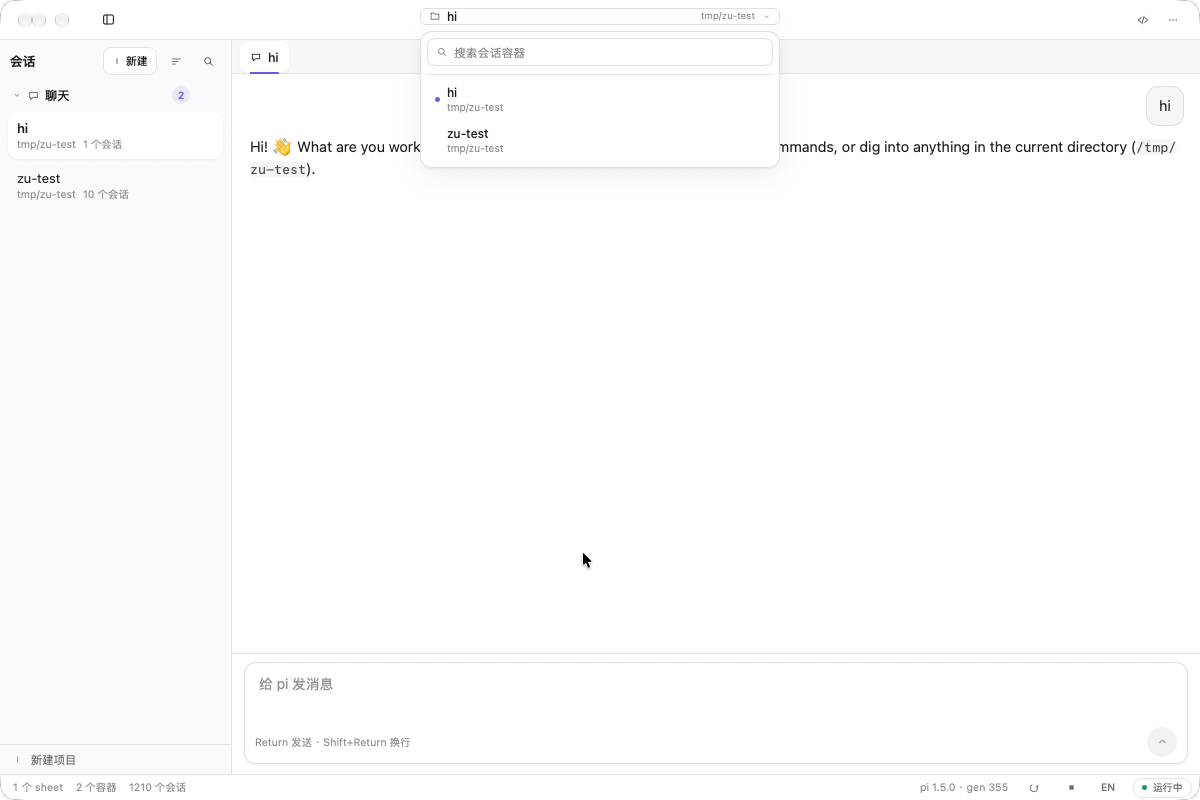 hi tmp/zu-test
会话 新建
hi
搜索会话容器
聊天 2
hi
tmp/zu-test
hi
hi
tmp/zu-test 1 个会话
zu-test
tmp/zu-test
Hi! 👋 What are you work
mmands, or dig into anything in the current directory (/tmp/
zu-test).
zu-test
tmp/zu-test 10 个会话
给 pi 发消息
Return 发送 · Shift+Return 换行
新建项目
1 个 sheet 2 个容器 1210 个会话
pi 1.5.0 · gen 355 EN 运行中